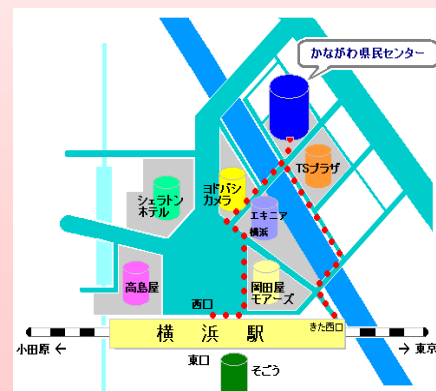 かながわ県民センター
TSプラザ
ヨドバシ
カメラ
シェラトン
ホテル
エキニア
横浜
高島屋
岡田屋
モアーズ
西口
きた西口
横浜駅
小田原 ←
→ 東京
東口
そごう